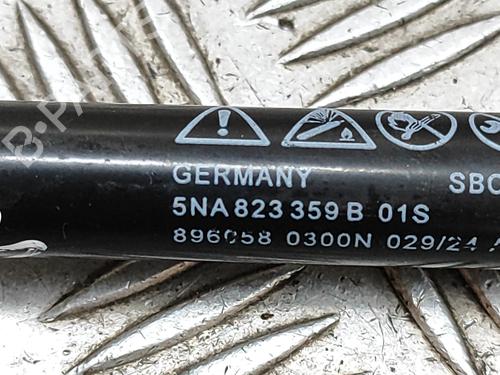 GERMANY SBC
5NA 823 359 B 01S
896058 0300N 029/24 A